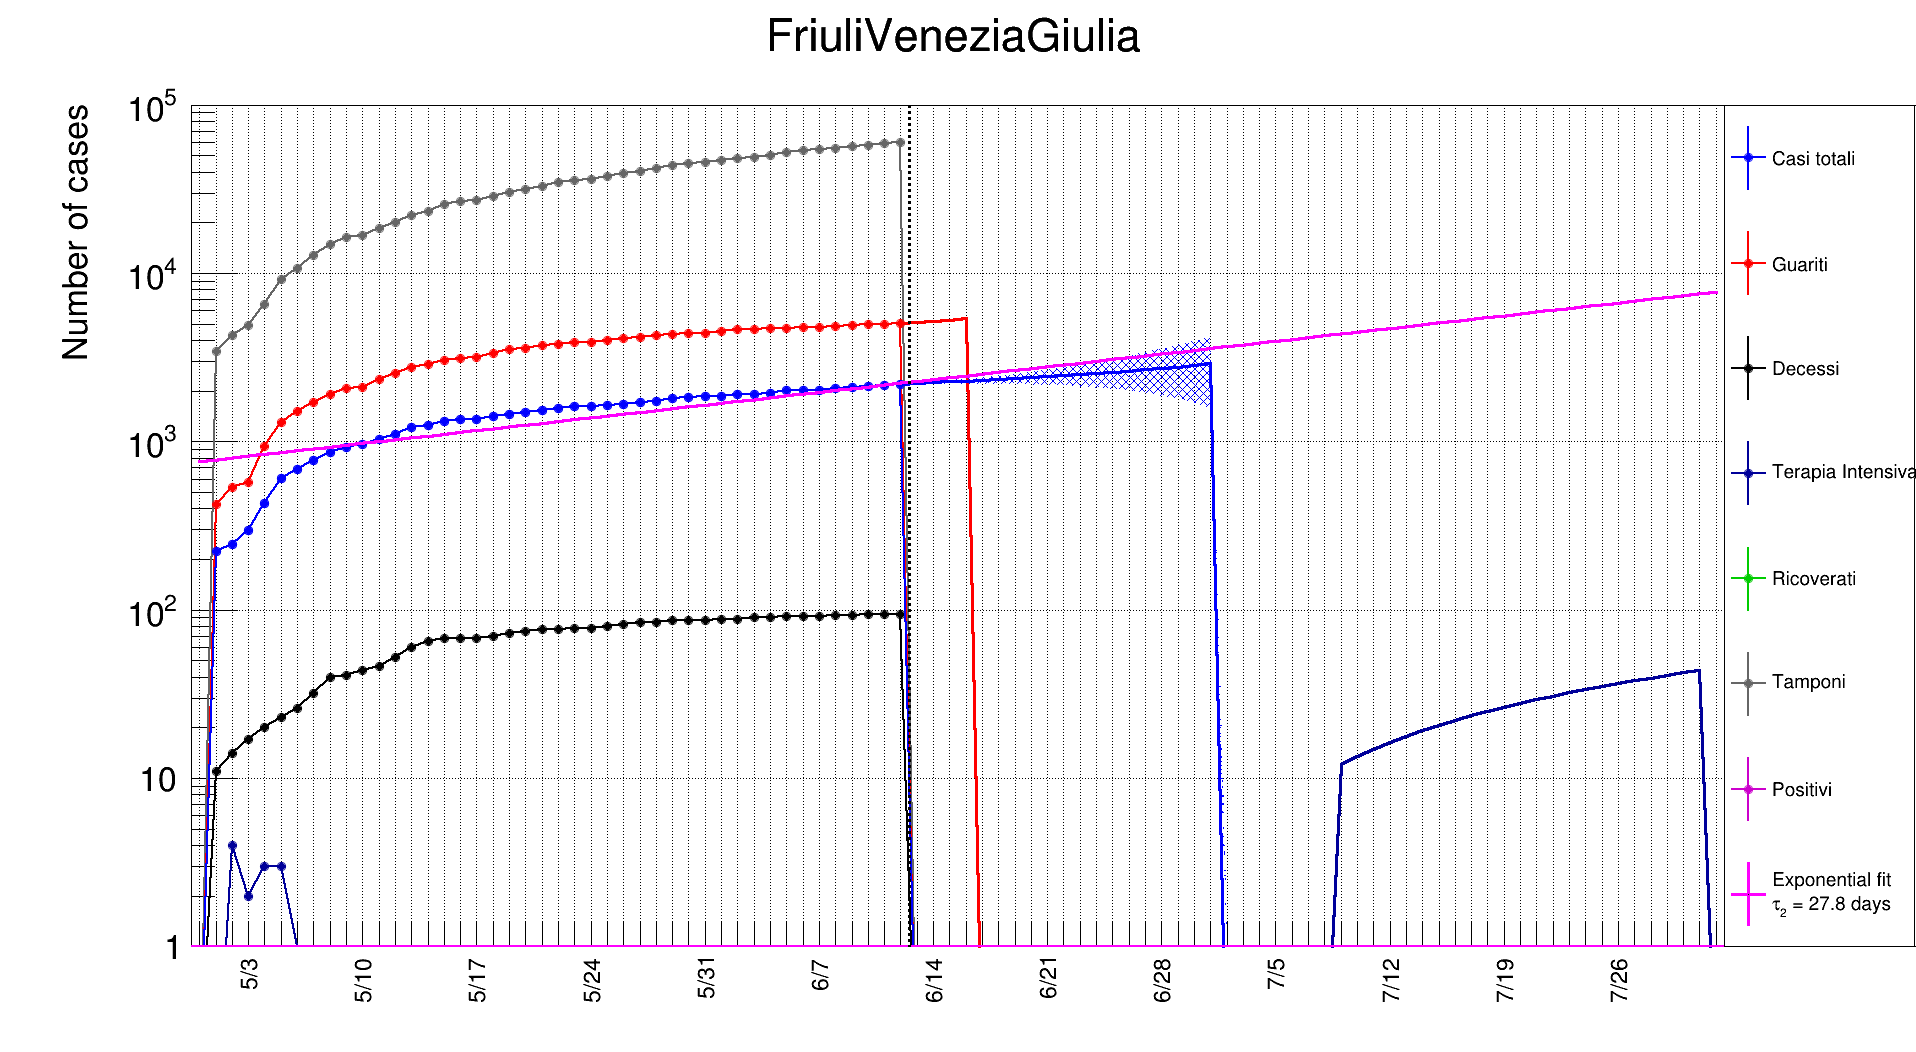 FriuliVeneziaGiulia
Number of cases
10^5
10^4
10^3
10^2
10
1
5/3
5/10
5/17
5/24
5/31
6/7
6/14
6/21
6/28
7/5
7/12
7/19
7/26
Casi totali
Guariti
Decessi
Terapia Intensiva
Ricoverati
Tamponi
Positivi
Exponential fit
τ_2 = 27.8 days